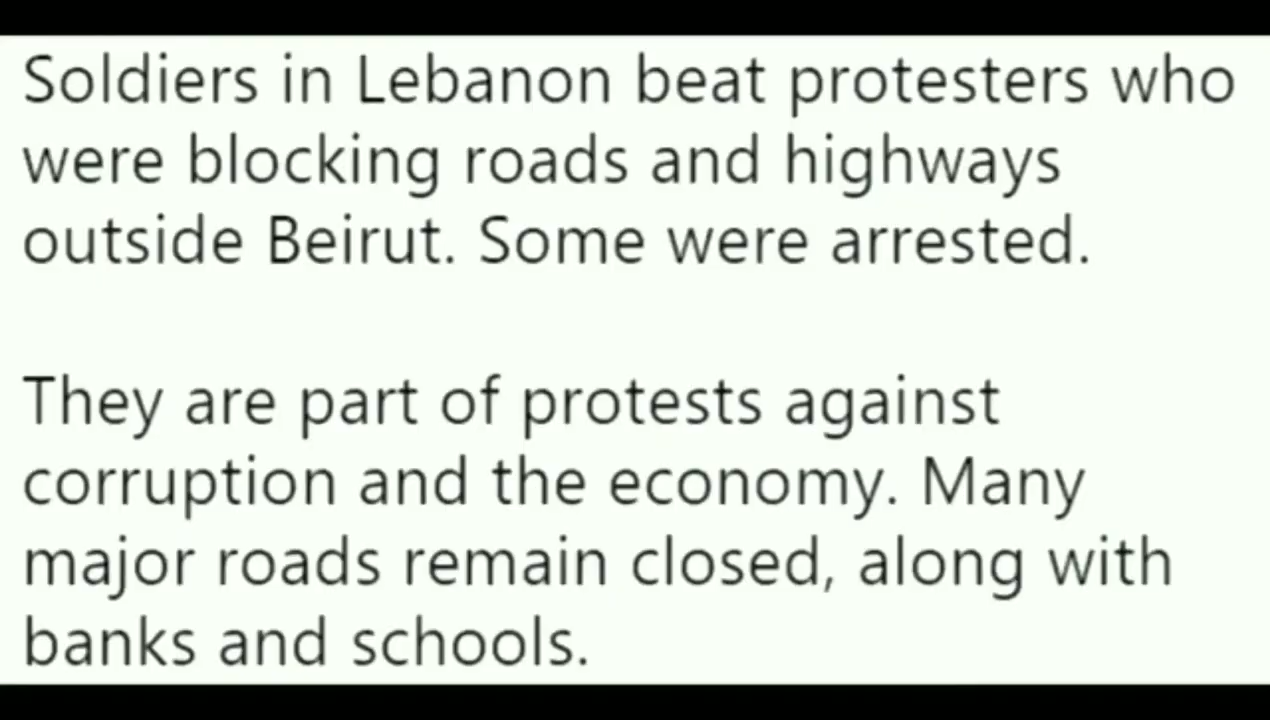 Soldiers in Lebanon beat protesters who
were blocking roads and highways
outside Beirut. Some were arrested.
They are part of protests against
corruption and the economy. Many
major roads remain closed, along with
banks and schools.